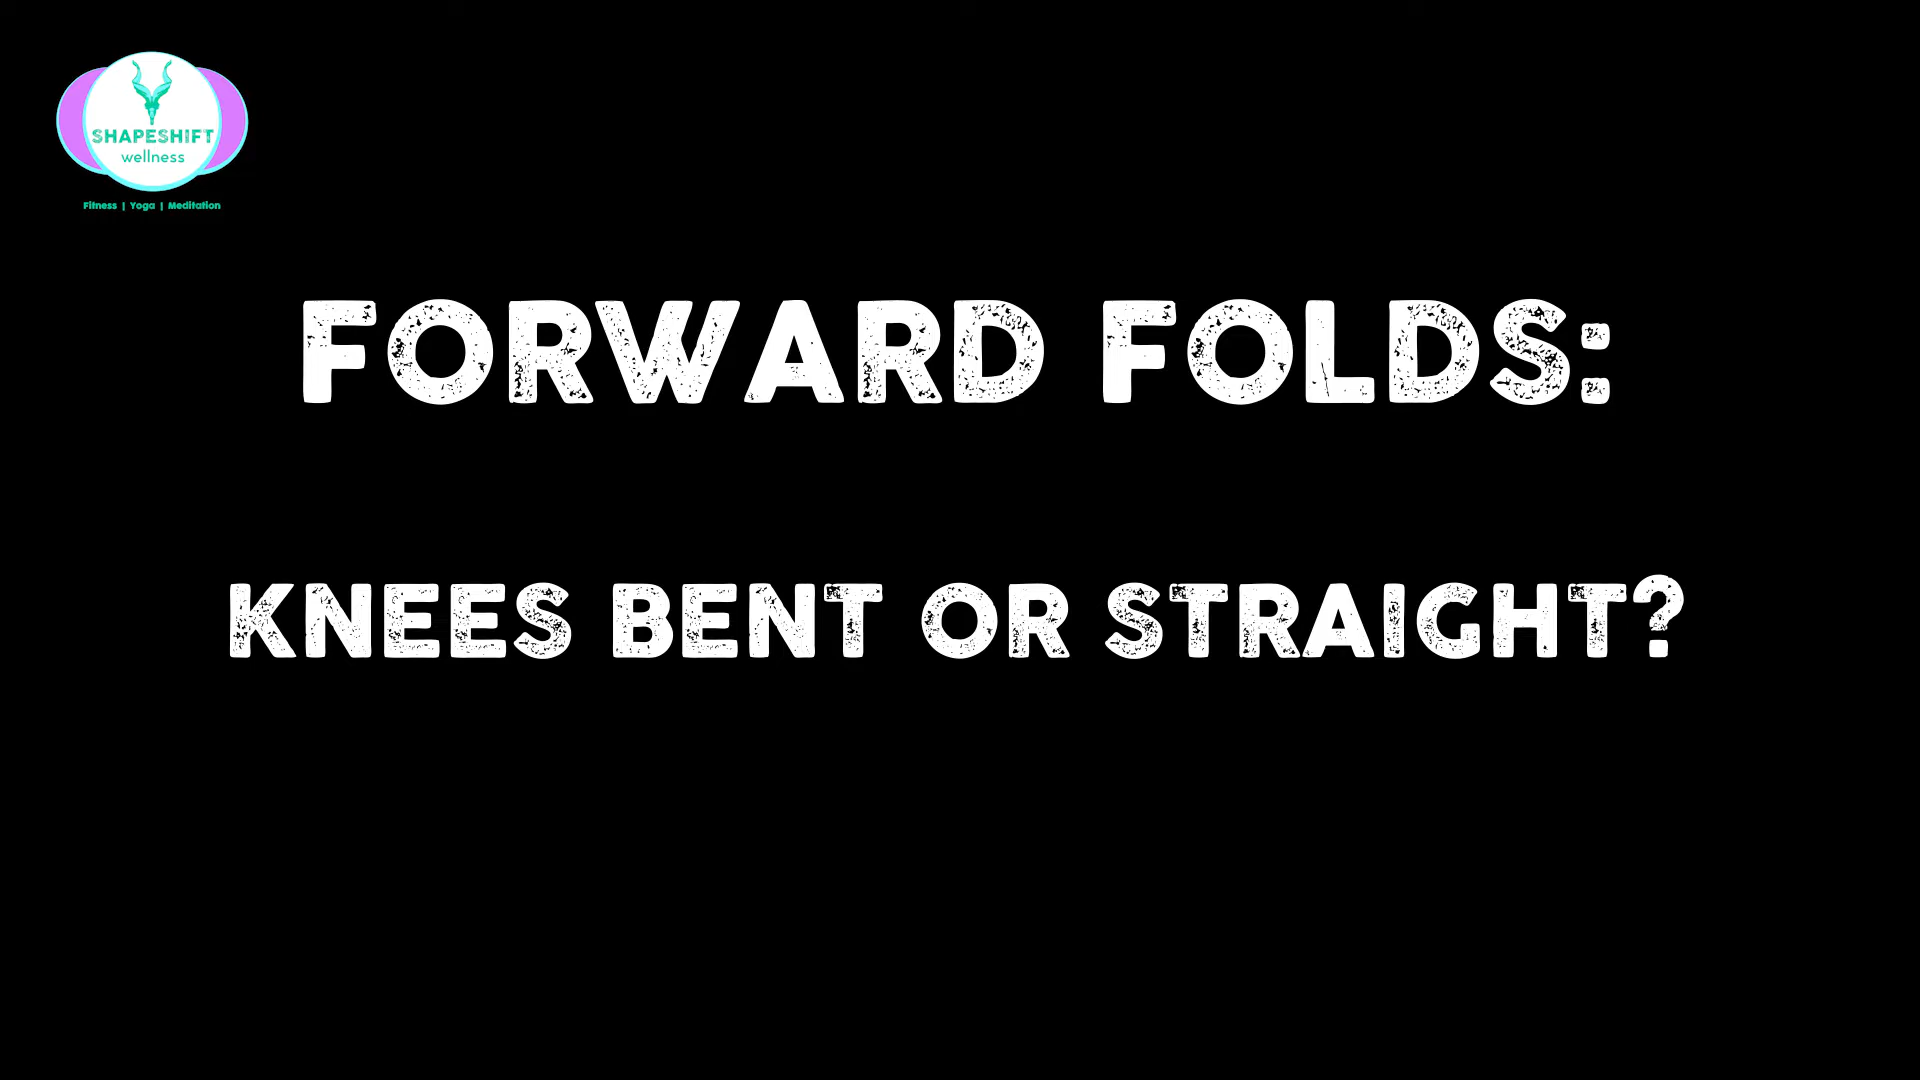 SHAPESHIFT
wellness
Fitness | Yoga | Meditation
FORWARD FOLDS:
KNEES BENT OR STRAIGHT?